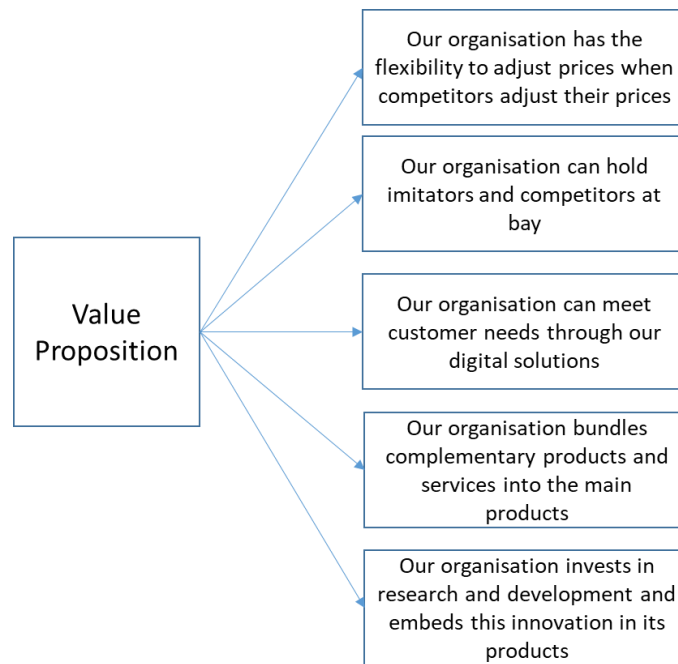 Our organisation has the
flexibility to adjust prices when
competitors adjust their prices
Our organisation can hold
imitators and competitors at
bay
Value
Proposition
Our organisation can meet
customer needs through our
digital solutions
Our organisation bundles
complementary products and
services into the main
products
Our organisation invests in
research and development and
embeds this innovation in its
products